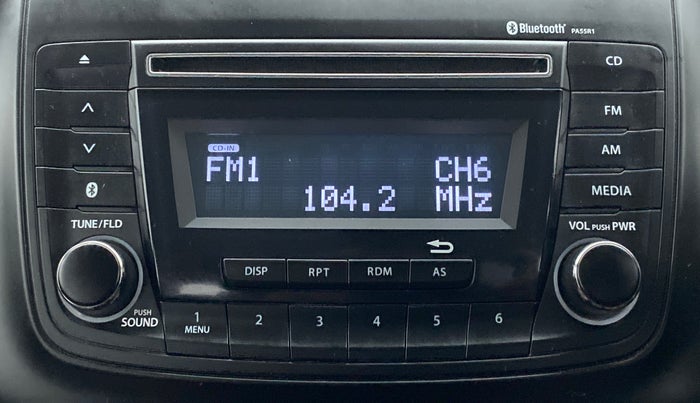 Bluetooth® PA5SR1
CD
FM
AM
MEDIA
CD-IN
FM1 CH6
104.2 MHz
TUNE/FLD
VOL PUSH PWR
DISP RPT RDM AS
PUSH
SOUND
1 2 3 4 5 6
MENU